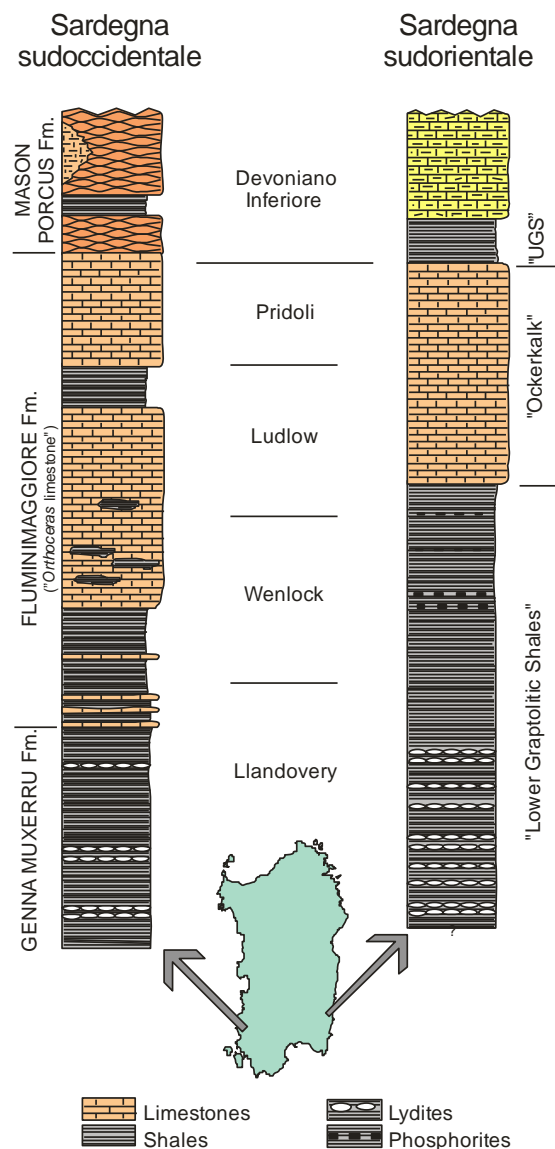 Sardegna
sudoccidentale
Sardegna
sudorientale
MASON
PORCUS Fm.
FLUMINIMAGGIORE Fm.
("Orthoceras limestone")
GENNA MUXERRU Fm.
Devoniano
Inferiore
Pridoli
Ludlow
Wenlock
Llandovery
"UGS"
"Ockerkalk"
"Lower Graptolitic Shales"
?
Limestones
Shales
Lydites
Phosphorites